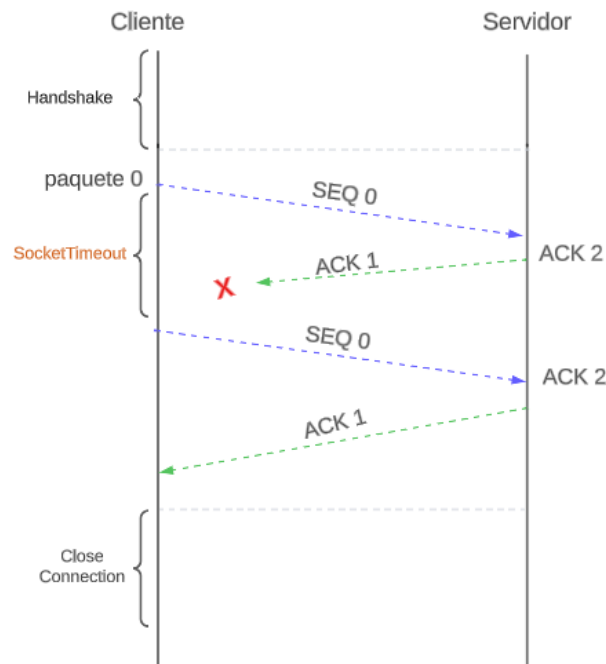 Cliente
Servidor
Handshake
paquete 0
SEQ 0
SocketTimeout
ACK 2
ACK 1
X
SEQ 0
ACK 2
ACK 1
Close
Connection